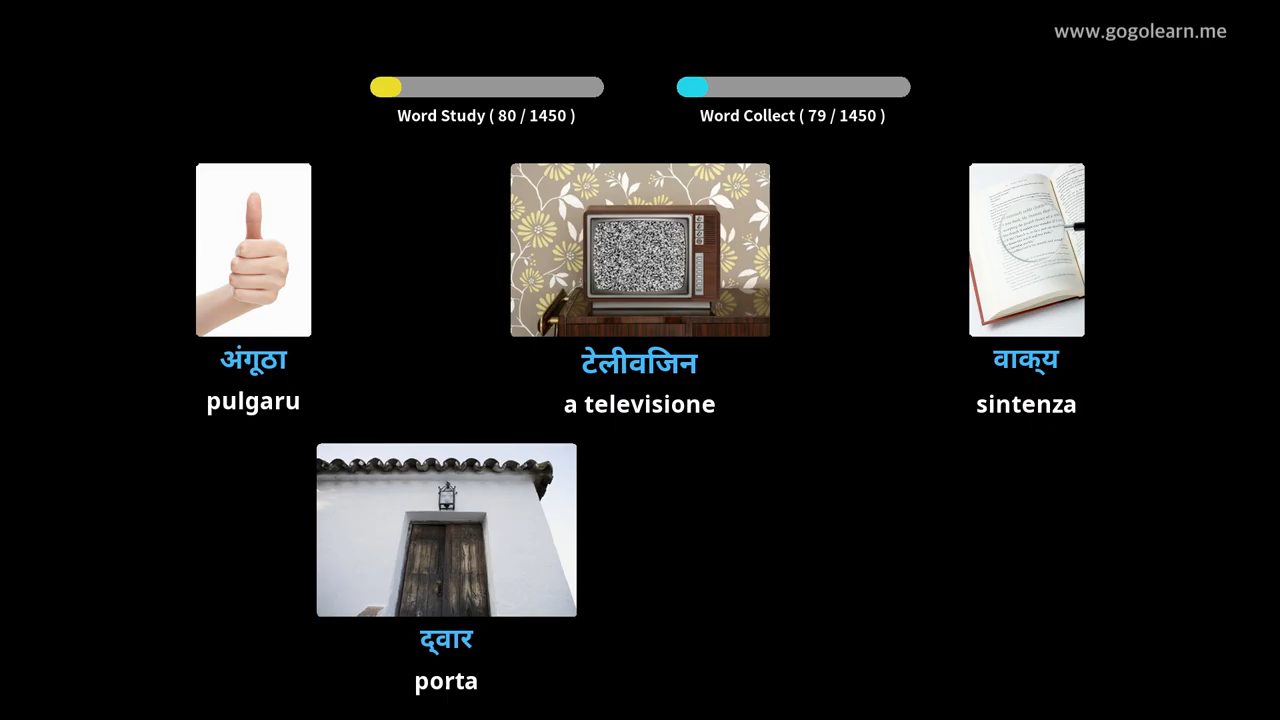 www.gogolearn.me
Word Study ( 80 / 1450 )
Word Collect ( 79 / 1450 )
अंगूठा
टेलीवजिन
वाक्य
pulgaru
a televisione
sintenza
द्वार
porta